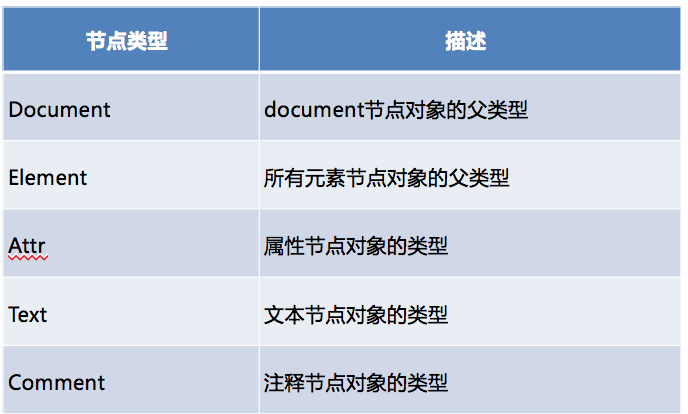 节点类型 描述
Document document节点对象的父类型
Element 所有元素节点对象的父类型
Attr 属性节点对象的类型
Text 文本节点对象的类型
Comment 注释节点对象的类型